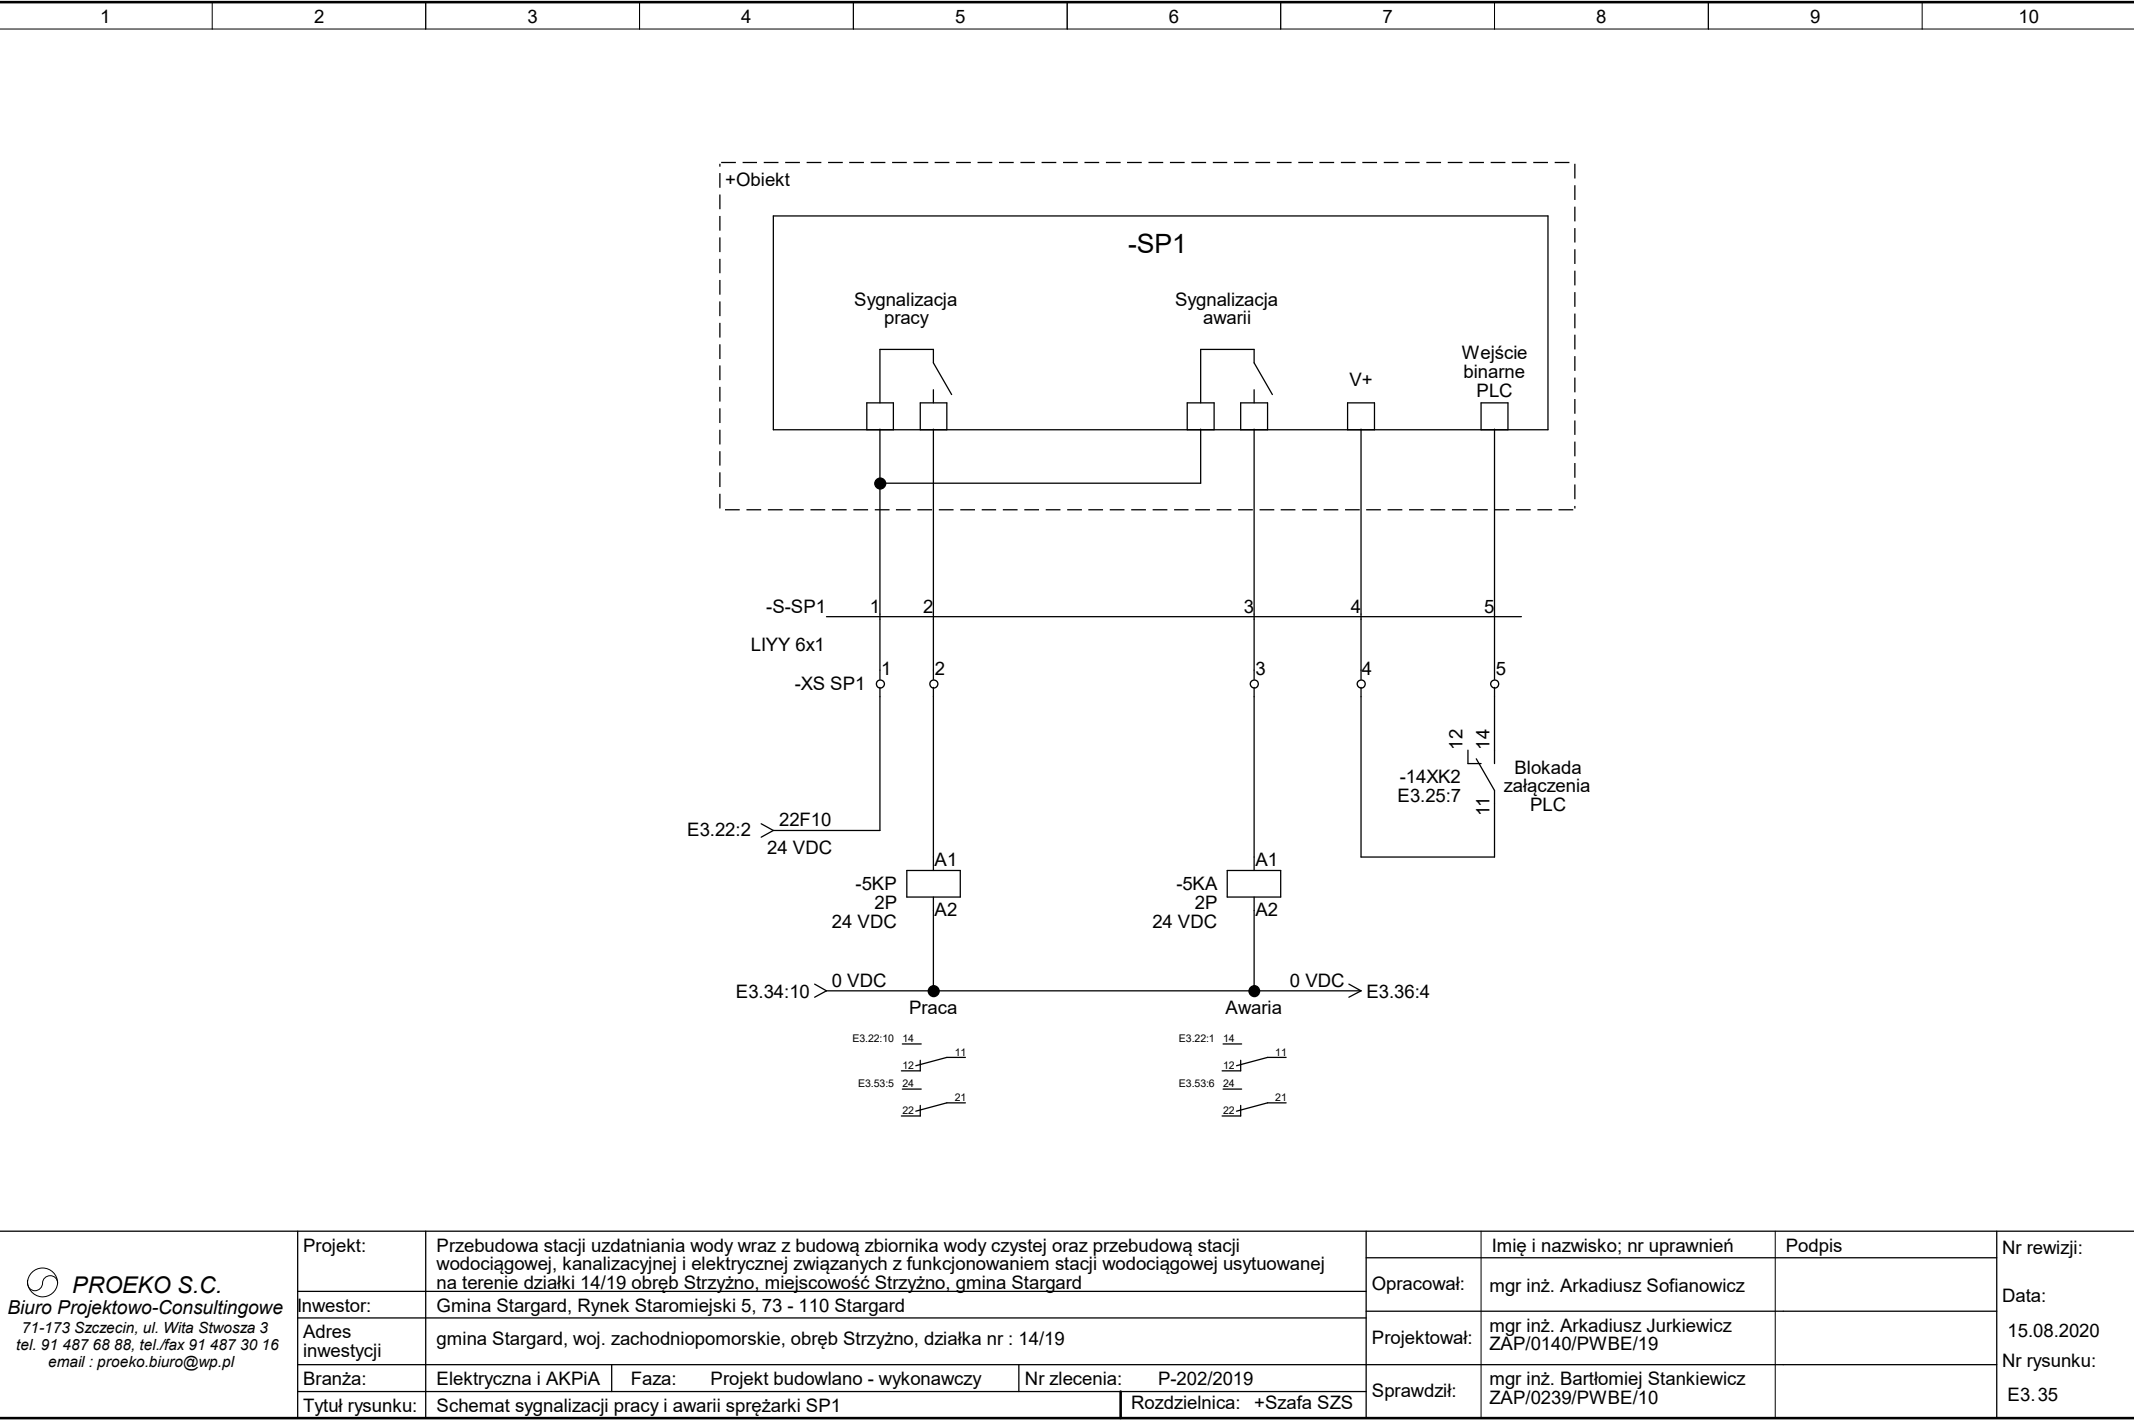 1 2 3 4 5 6 7 8 9 10
+Obiekt
-SP1
Sygnalizacja
pracy
Sygnalizacja
awarii
V+
Wejście
binarne
PLC
-S-SP1 1 2 3 4 5
LIYY 6x1
-XS SP1 1 2 3 4 5
12 14
-14XK2
E3.25:7
11
Blokada
załączenia
PLC
E3.22:2 22F10
24 VDC
A1
-5KP
2P
24 VDC
A2
A1
-5KA
2P
24 VDC
A2
E3.34:10 0 VDC 0 VDC E3.36:4
Praca Awaria
E3.22:10 14
11
12
E3.53:5 24
21
22
E3.22:1 14
11
12
E3.53:6 24
21
22
PROEKO S.C.
Biuro Projektowo-Consultingowe
71-173 Szczecin, ul. Wita Stwosza 3
tel. 91 487 68 88, tel./fax 91 487 30 16
email : proeko.biuro@wp.pl
Projekt:
Przebudowa stacji uzdatniania wody wraz z budową zbiornika wody czystej oraz przebudową stacji
wodociągowej, kanalizacyjnej i elektrycznej związanych z funkcjonowaniem stacji wodociągowej usytuowanej
na terenie działki 14/19 obręb Strzyżno, miejscowość Strzyżno, gmina Stargard
Inwestor: Gmina Stargard, Rynek Staromiejski 5, 73 - 110 Stargard
Adres
inwestycji
gmina Stargard, woj. zachodniopomorskie, obręb Strzyżno, działka nr : 14/19
Branża: Elektryczna i AKPiA Faza: Projekt budowlano - wykonawczy Nr zlecenia: P-202/2019
Tytuł rysunku: Schemat sygnalizacji pracy i awarii sprężarki SP1 Rozdzielnica: +Szafa SZS
Imię i nazwisko; nr uprawnień Podpis
Opracował: mgr inż. Arkadiusz Sofianowicz
Projektował: mgr inż. Arkadiusz Jurkiewicz
ZAP/0140/PWBE/19
Sprawdził: mgr inż. Bartłomiej Stankiewicz
ZAP/0239/PWBE/10
Nr rewizji:
Data:
15.08.2020
Nr rysunku:
E3.35